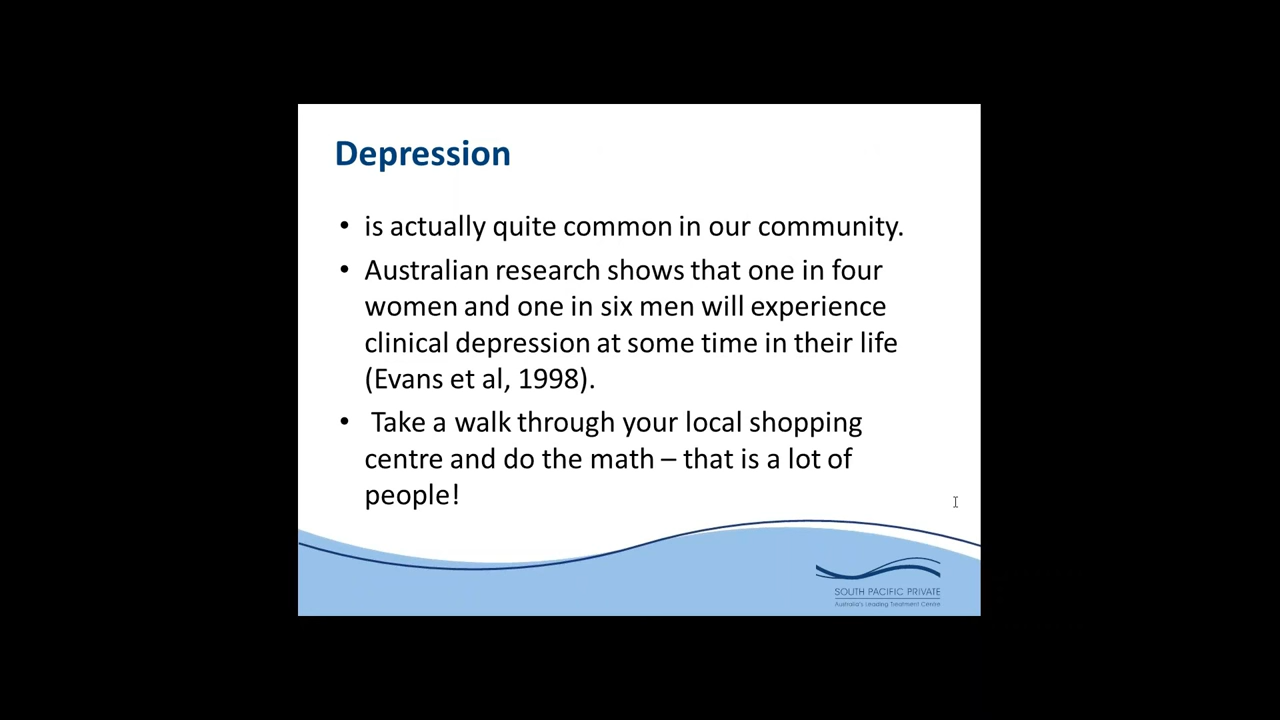 Depression
• is actually quite common in our community.
• Australian research shows that one in four
women and one in six men will experience
clinical depression at some time in their life
(Evans et al, 1998).
• Take a walk through your local shopping
centre and do the math – that is a lot of
people!
SOUTH PACIFIC PRIVATE
Australia's Leading Treatment Centre